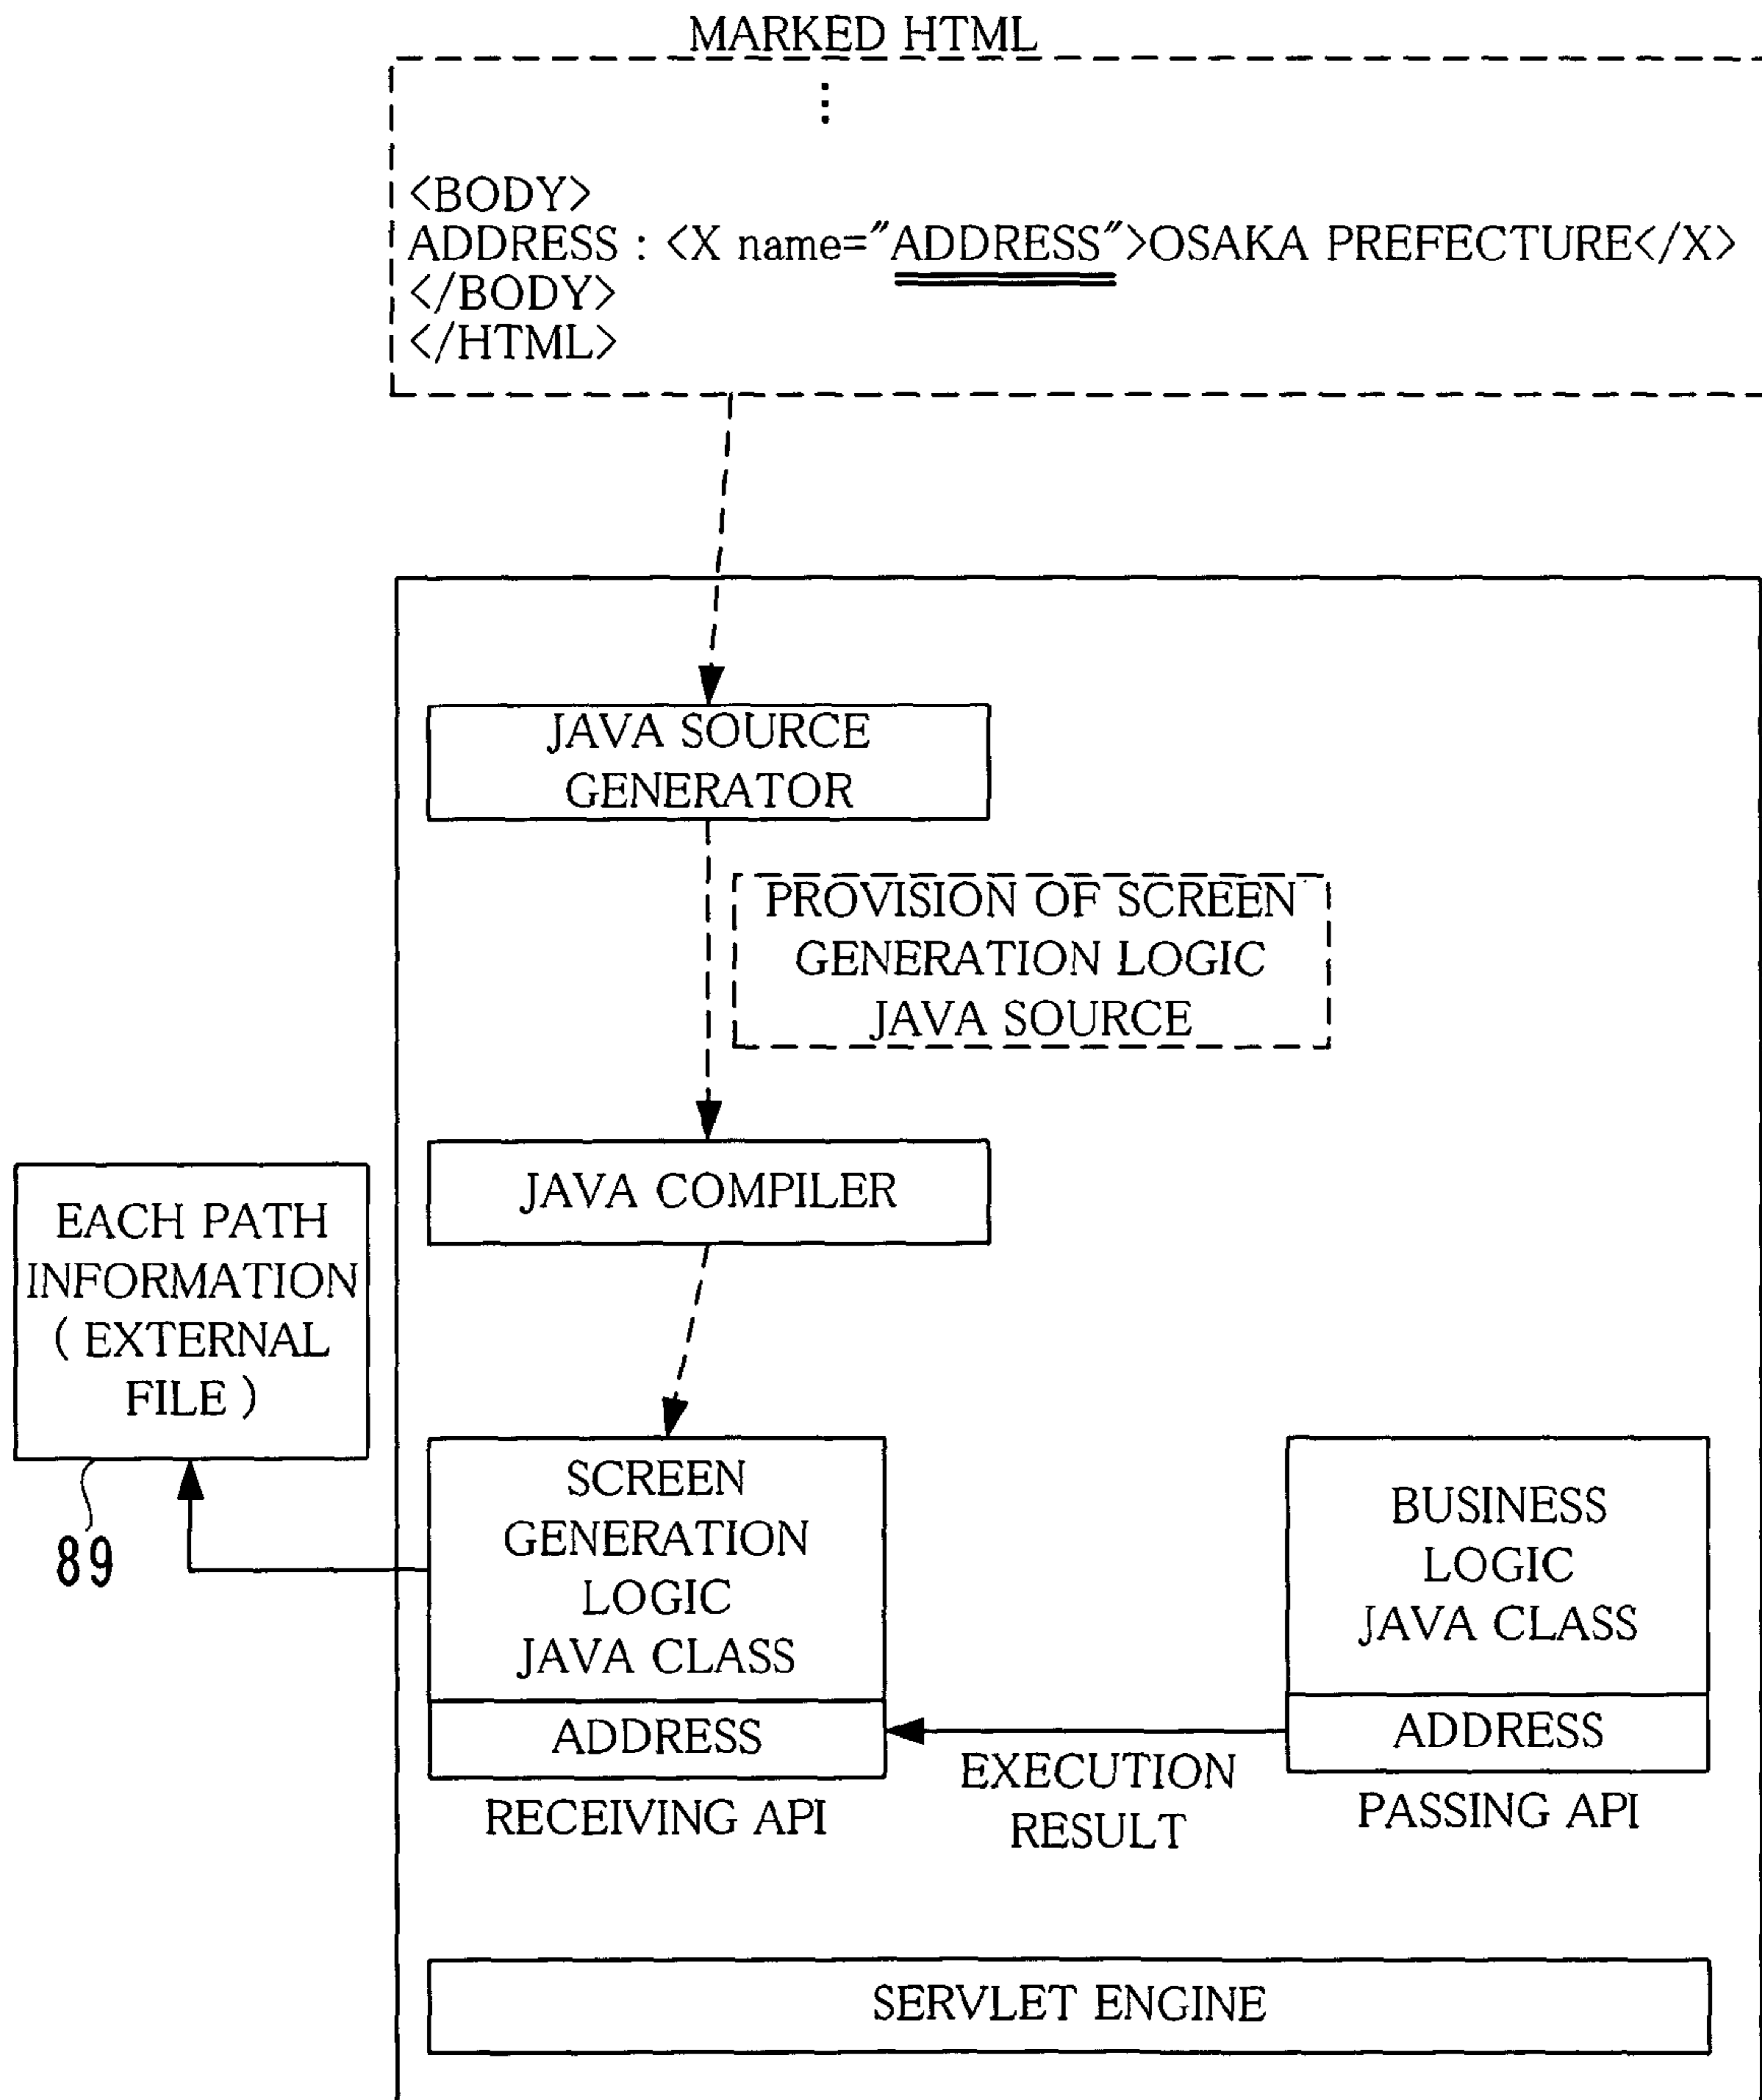 MARKED HTML
⋮
<BODY>
ADDRESS : <X name="ADDRESS">OSAKA PREFECTURE</X>
</BODY>
</HTML>
JAVA SOURCE
GENERATOR
PROVISION OF SCREEN
GENERATION LOGIC
JAVA SOURCE
JAVA COMPILER
EACH PATH
INFORMATION
( EXTERNAL
FILE )
89
SCREEN
GENERATION
LOGIC
JAVA CLASS
ADDRESS
RECEIVING API
EXECUTION
RESULT
BUSINESS
LOGIC
JAVA CLASS
ADDRESS
PASSING API
SERVLET ENGINE